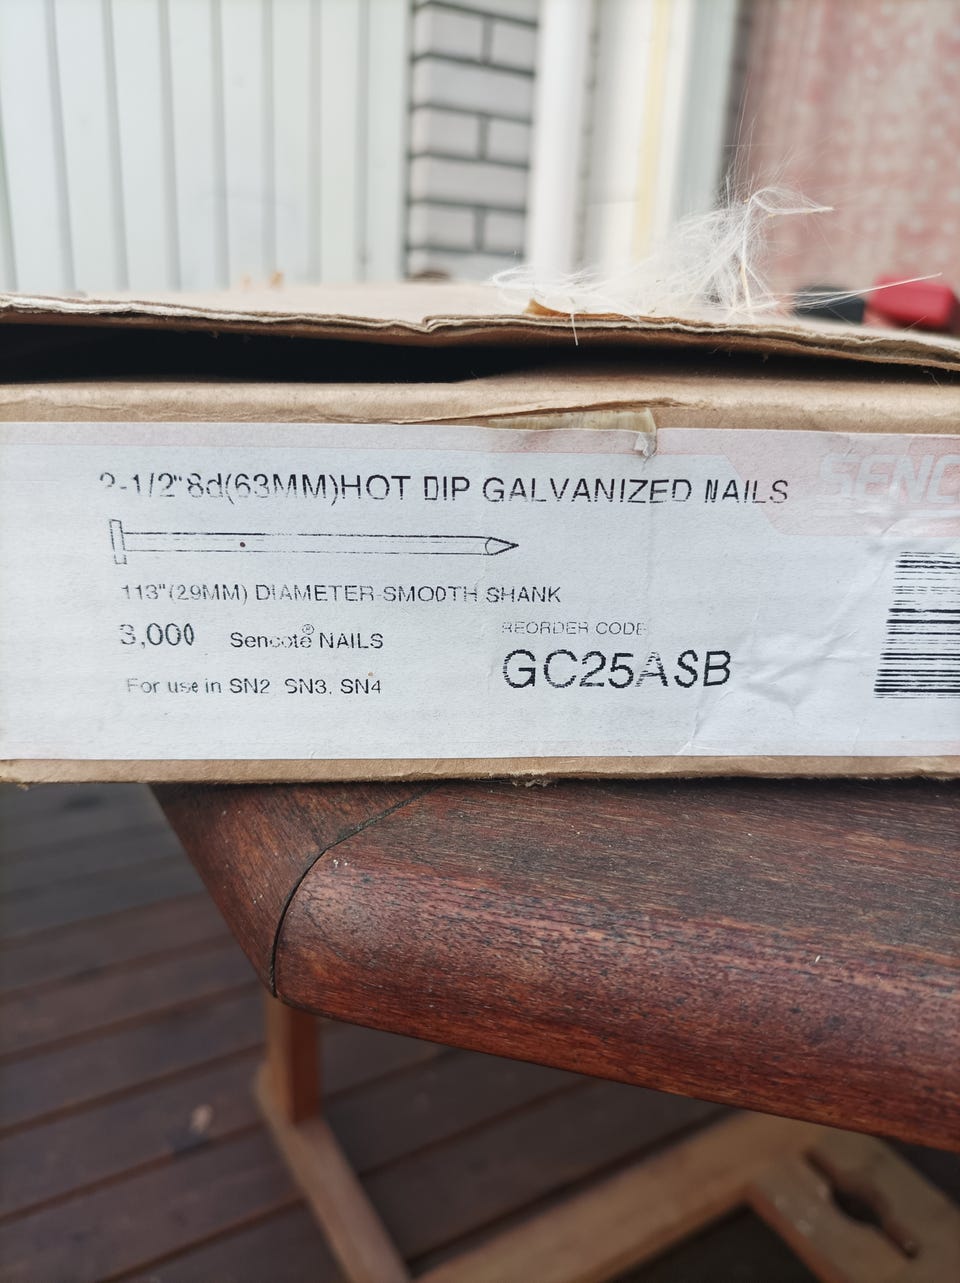 2-1/2"8d(63MM)HOT DIP GALVANIZED NAILS
SENC
113"(29MM) DIAMETER-SMOOTH SHANK
3,000 Sencote® NAILS
REORDER CODE
GC25ASB
For use in SN2, SN3, SN4